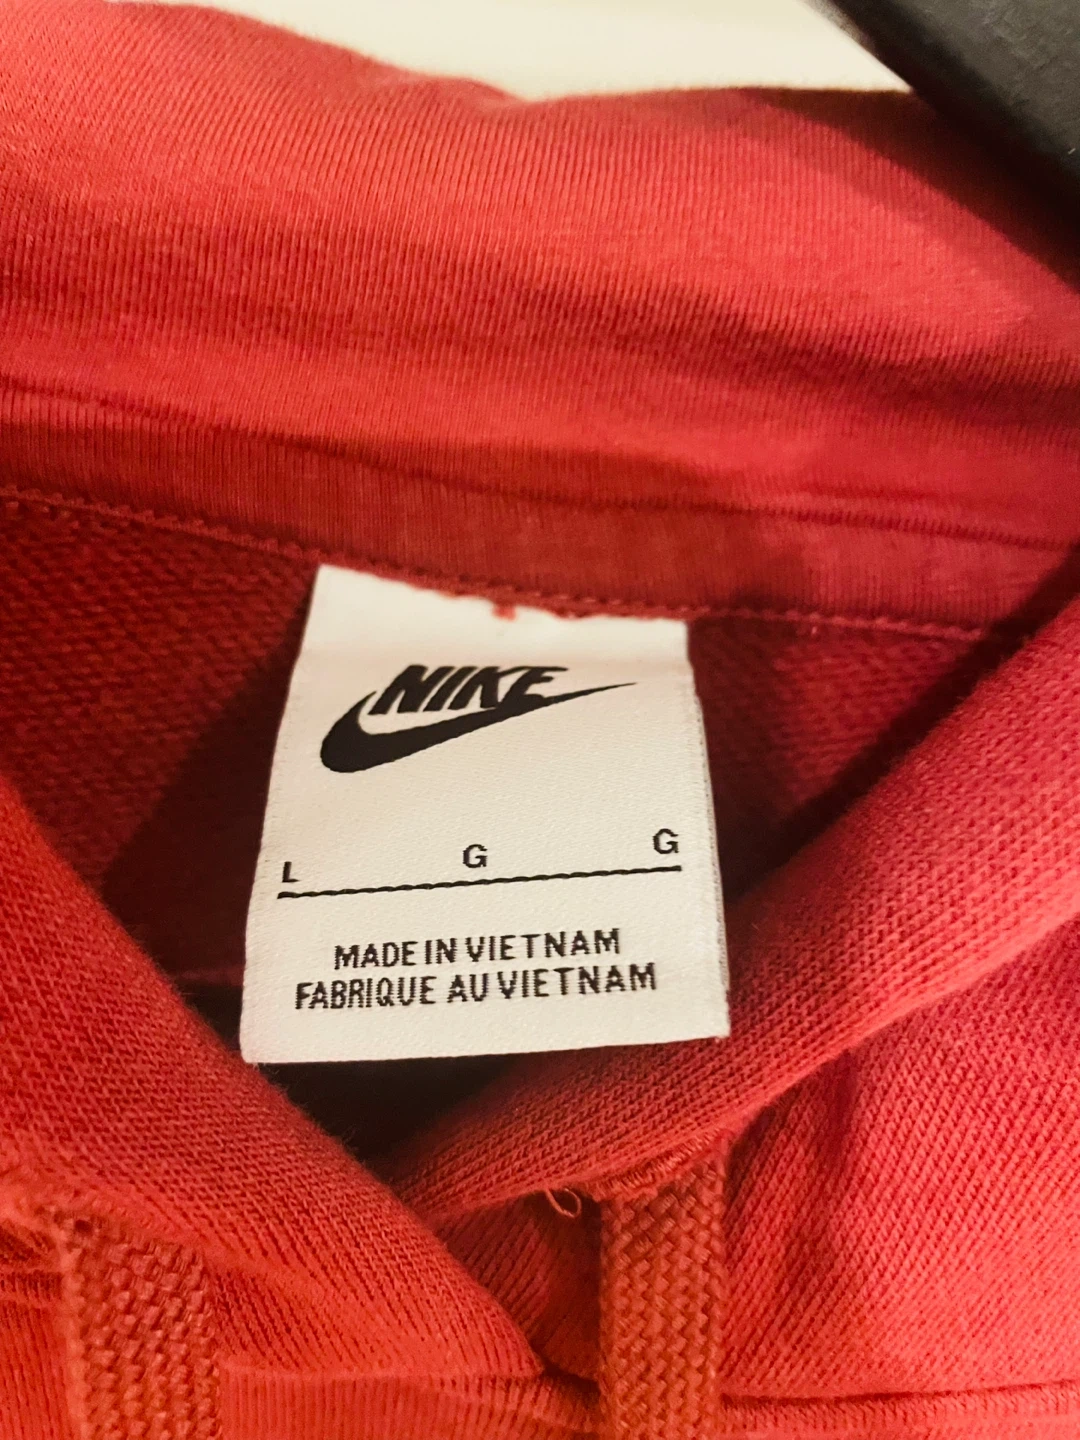 NIKE
L G G
MADE IN VIETNAM
FABRIQUE AU VIETNAM